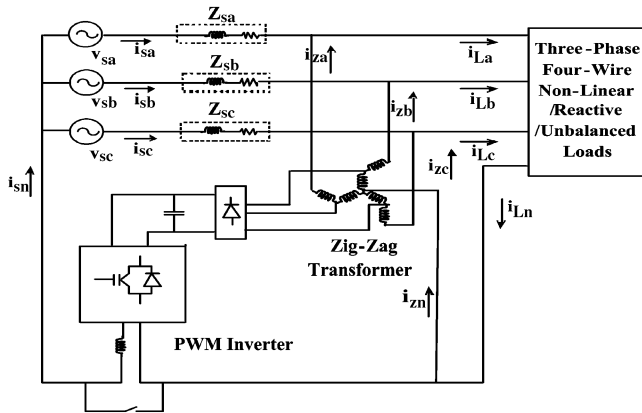 Z_sa
v_sa
i_sa
i_za
i_La
Z_sb
v_sb
i_sb
i_zb
i_Lb
Z_sc
v_sc
i_sc
i_zc
i_Lc
Three-Phase
Four-Wire
Non-Linear
/Reactive
/Unbalanced
Loads
i_sn
i_Ln
Zig-Zag
Transformer
i_zn
PWM Inverter